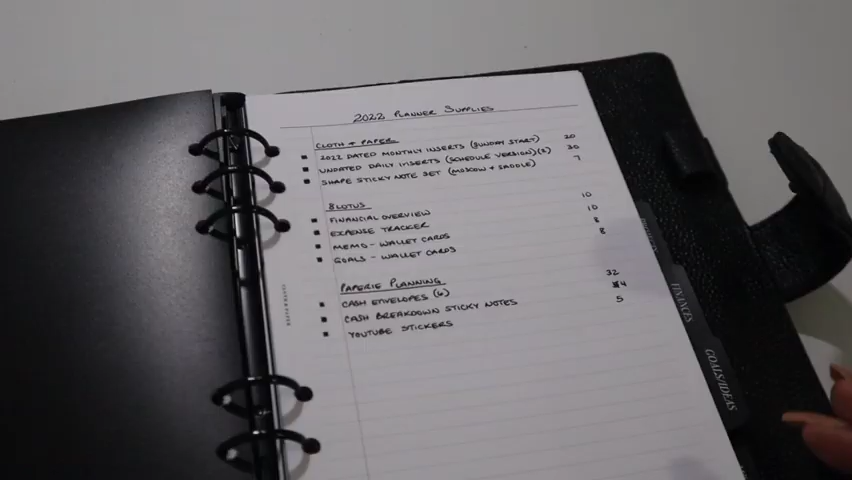 2022 PLANNER SUPPLIES
CLOTH + PAPER
2022 DATED MONTHLY INSERTS (SUNDAY START) 20
UNDATED DAILY INSERTS (SCHEDULE VERSION) (2) 30
SHAPE STICKY NOTE SET (MOSCOW + SADDLE) 7
BLOTUS
FINANCIAL OVERVIEW 10
EXPENSE TRACKER 10
MEMO - WALLET CARDS 8
GOALS - WALLET CARDS 8
PAPERIE PLANNING
CASH ENVELOPES (6) 32
CASH BREAKDOWN STICKY NOTES 4
YOUTUBE STICKERS 5
FINANCES
GOALS/IDEAS